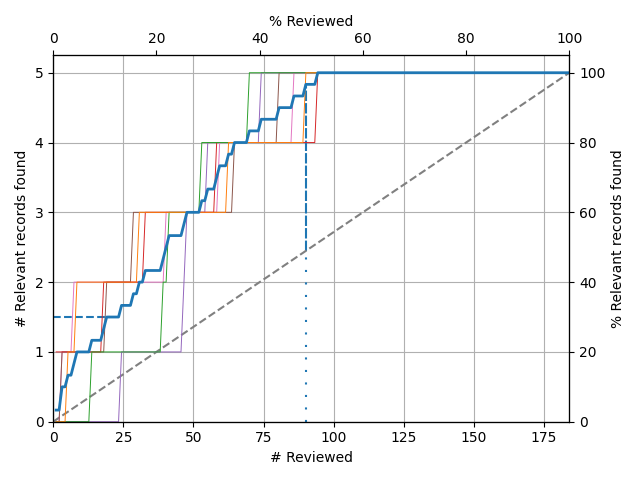 % Reviewed
0 20 40 60 80 100
# Relevant records found
5
4
3
2
1
0
100
80
60
40
20
0
% Relevant records found
0 25 50 75 100 125 150 175
# Reviewed